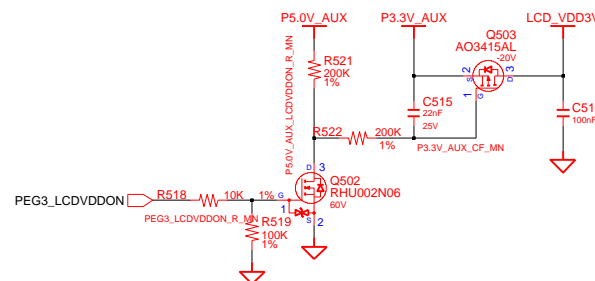 P5.0V_AUX
P3.3V_AUX
LCD_VDD3V
Q503
AO3415AL
-20V
2
3
S
D
1
G
R521
200K
1%
P5.0V_AUX_LCDVDDON_R_MN
C515
22nF
25V
C51
100nF
R522
200K
1%
P3.3V_AUX_CF_MN
D
3
Q502
RHU002N06
60V
PEG3_LCDVDDON
R518
10K
1%
G
1
S
2
PEG3_LCDVDDON_R_MN
R519
100K
1%